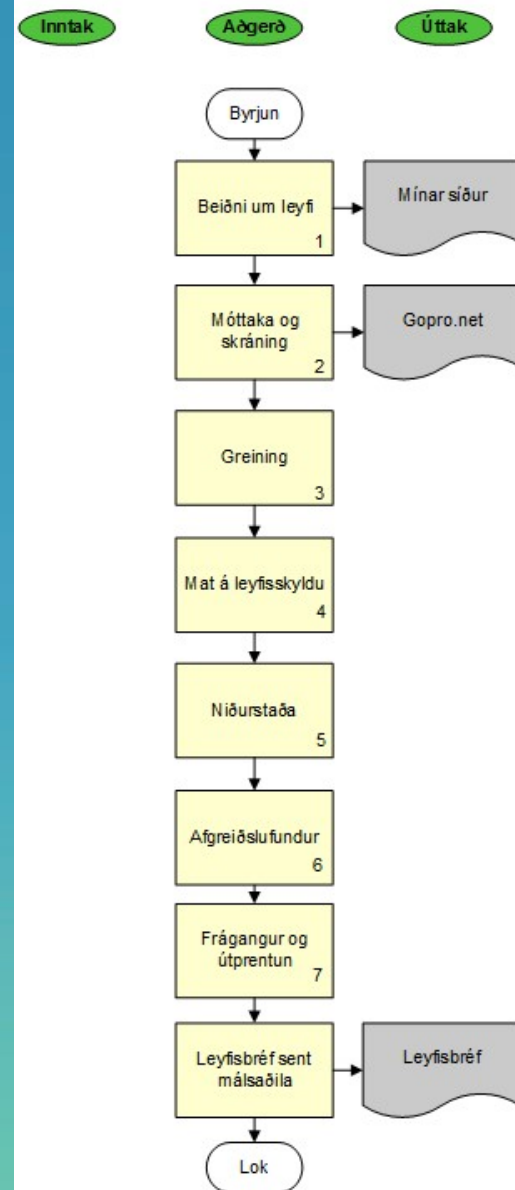 Inntak
Aðgerð
Úttak
Byrjun
Beiðni um leyfi
1
Mínar síður
Móttaka og
skráning
2
Gopro.net
Greining
3
Mat á leyfisskyldu
4
Niðurstaða
5
Afgreiðslufundur
6
Frágangur og
útprentun
7
Leyfisbréf sent
málsaðila
Leyfisbréf
Lok